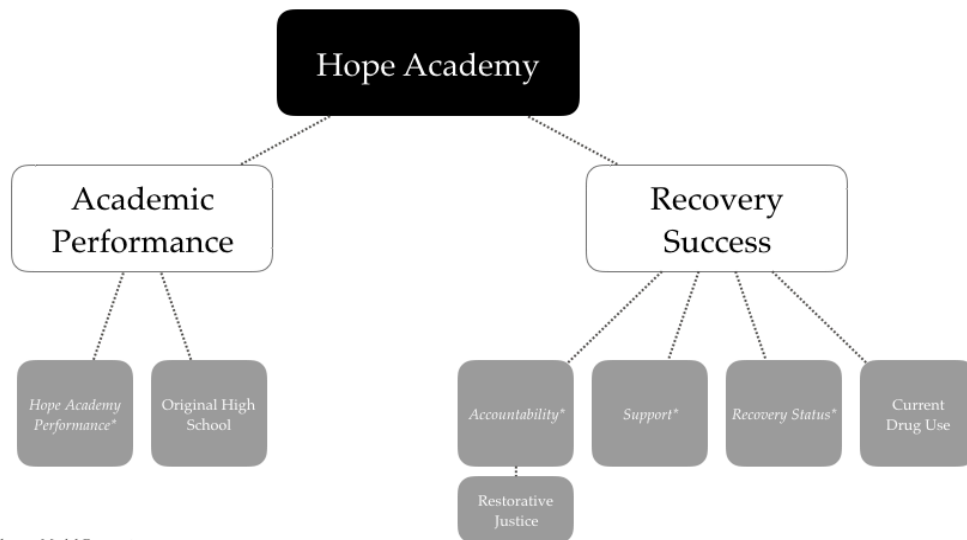 Hope Academy
Academic
Performance
Recovery
Success
Hope Academy
Performance*
Original High
School
Accountability*
Support*
Recovery Status*
Current
Drug Use
Restorative
Justice